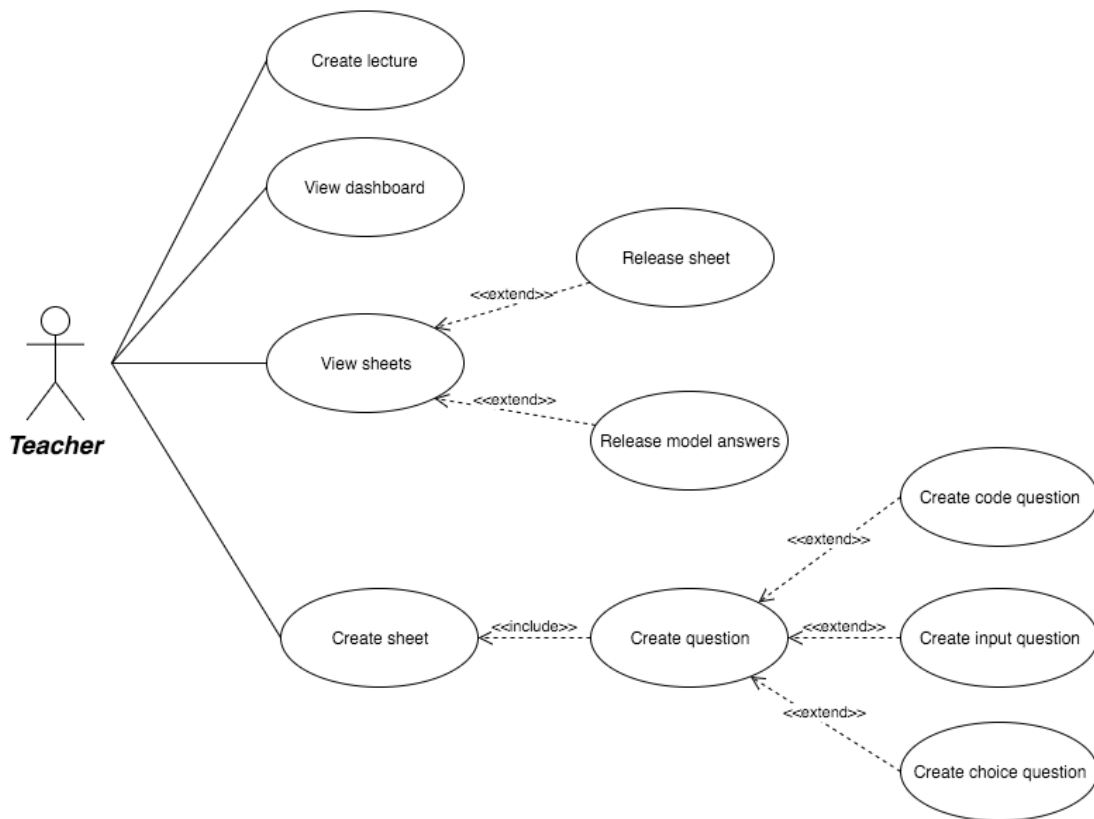 Create lecture
View dashboard
Release sheet
<<extend>>
View sheets
<<extend>>
Release model answers
Teacher
Create code question
<<extend>>
Create sheet
<<include>>
Create question
<<extend>>
Create input question
<<extend>>
Create choice question